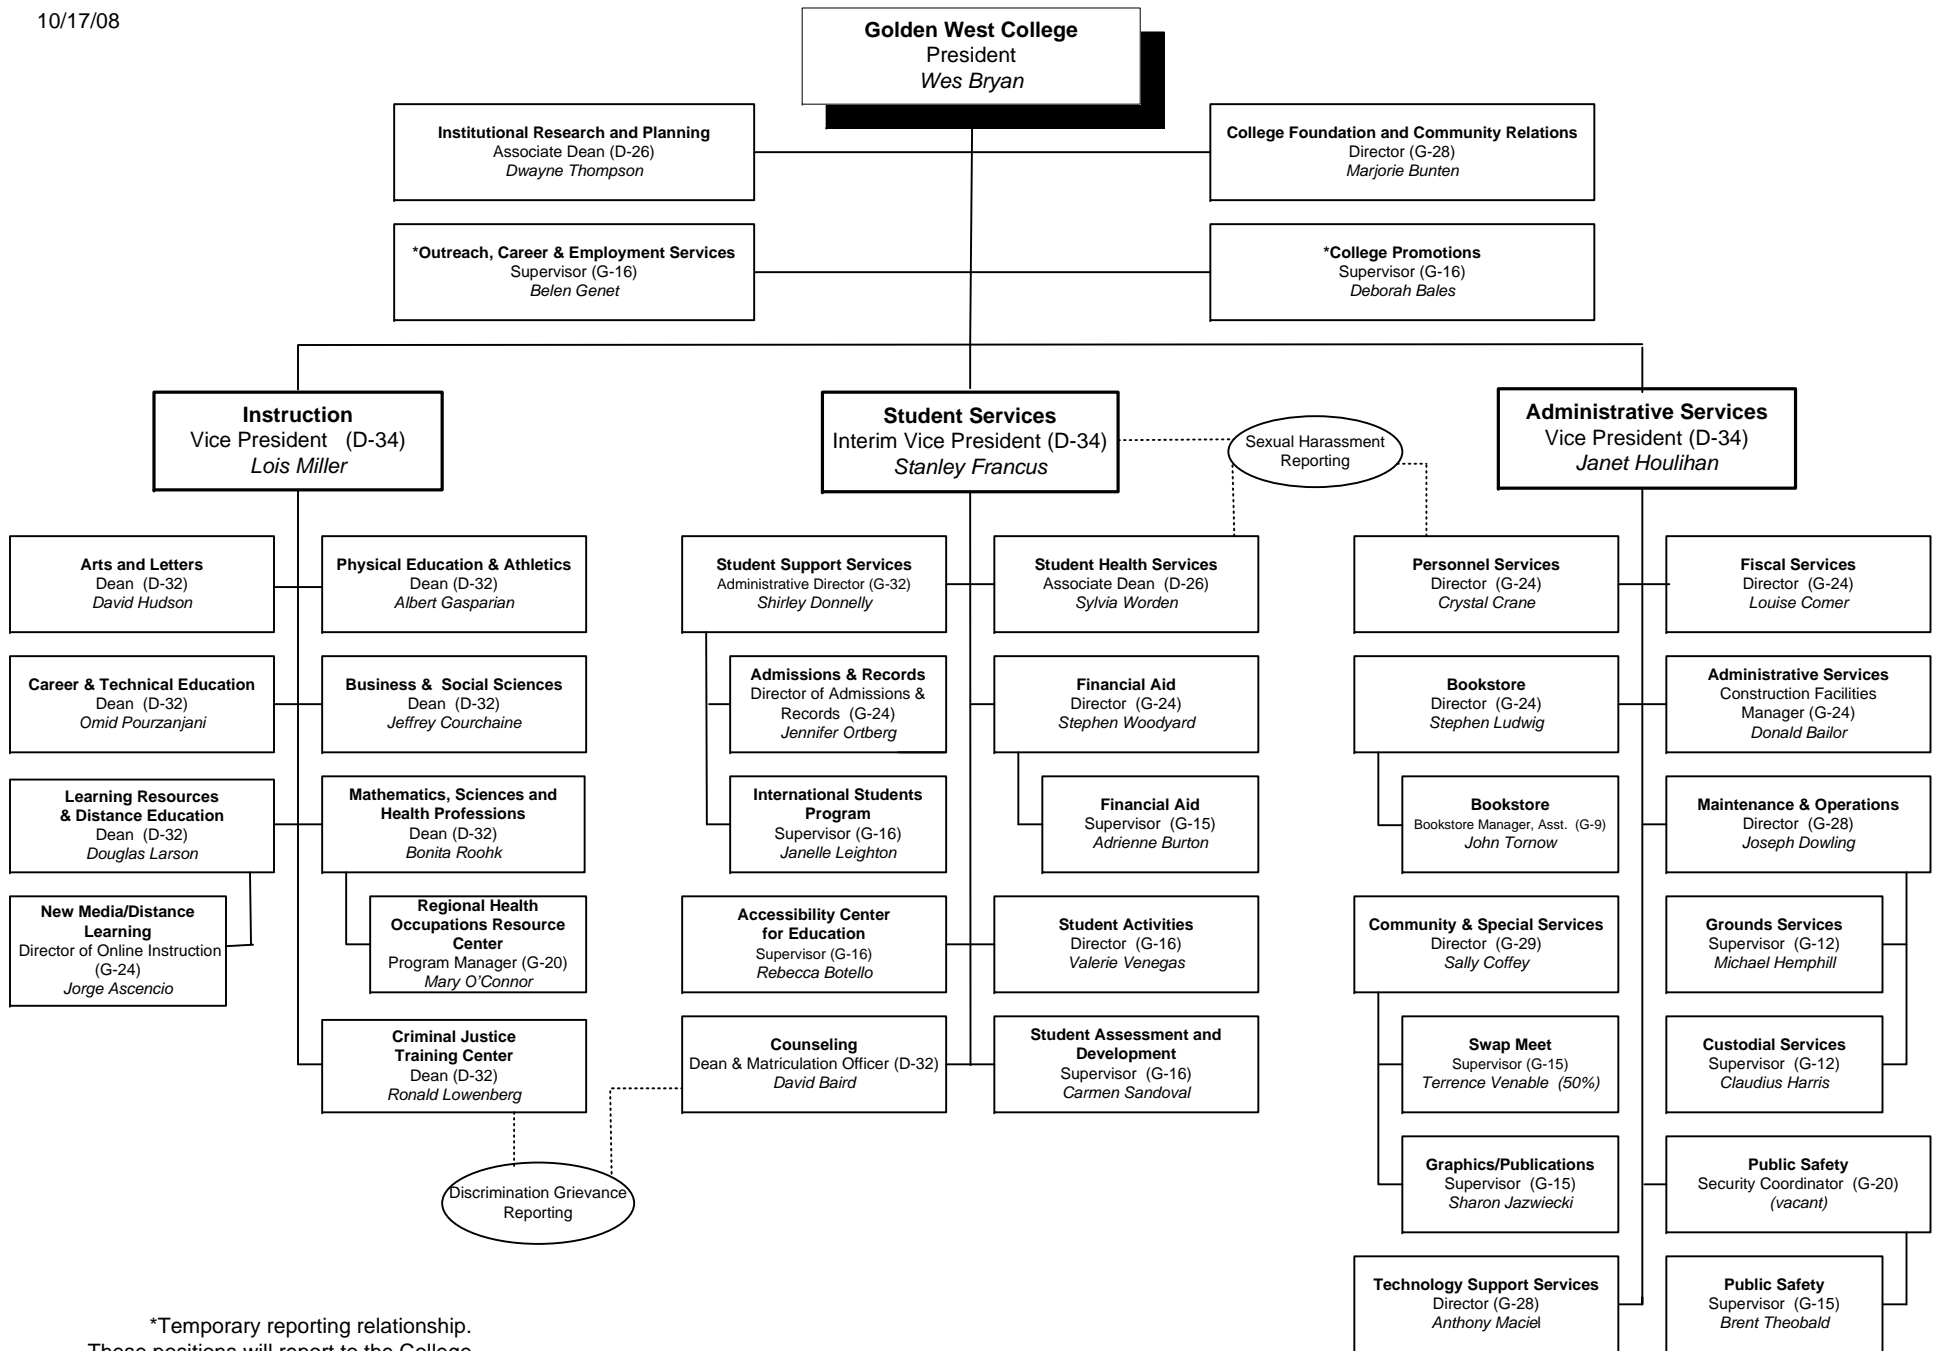 10/17/08
Golden West College
President
Wes Bryan
Institutional Research and Planning
Associate Dean (D-26)
Dwayne Thompson
College Foundation and Community Relations
Director (G-28)
Marjorie Bunten
*Outreach, Career & Employment Services
Supervisor (G-16)
Belen Genet
*College Promotions
Supervisor (G-16)
Deborah Bales
Instruction
Vice President (D-34)
Lois Miller
Student Services
Interim Vice President (D-34)
Stanley Francus
Sexual Harassment
Reporting
Administrative Services
Vice President (D-34)
Janet Houlihan
Arts and Letters
Dean (D-32)
David Hudson
Physical Education & Athletics
Dean (D-32)
Albert Gasparian
Career & Technical Education
Dean (D-32)
Omid Pourzanjani
Business & Social Sciences
Dean (D-32)
Jeffrey Courchaine
Learning Resources
& Distance Education
Dean (D-32)
Douglas Larson
Mathematics, Sciences and
Health Professions
Dean (D-32)
Bonita Roohk
New Media/Distance
Learning
Director of Online Instruction
(G-24)
Jorge Ascencio
Regional Health
Occupations Resource
Center
Program Manager (G-20)
Mary O'Connor
Criminal Justice
Training Center
Dean (D-32)
Ronald Lowenberg
Student Support Services
Administrative Director (G-32)
Shirley Donnelly
Student Health Services
Associate Dean (D-26)
Sylvia Worden
Admissions & Records
Director of Admissions &
Records (G-24)
Jennifer Ortberg
Financial Aid
Director (G-24)
Stephen Woodyard
International Students
Program
Supervisor (G-16)
Janelle Leighton
Financial Aid
Supervisor (G-15)
Adrienne Burton
Accessibility Center
for Education
Supervisor (G-16)
Rebecca Botello
Student Activities
Director (G-16)
Valerie Venegas
Counseling
Dean & Matriculation Officer (D-32)
David Baird
Student Assessment and
Development
Supervisor (G-16)
Carmen Sandoval
Discrimination Grievance
Reporting
Personnel Services
Director (G-24)
Crystal Crane
Fiscal Services
Director (G-24)
Louise Comer
Bookstore
Director (G-24)
Stephen Ludwig
Administrative Services
Construction Facilities
Manager (G-24)
Donald Bailor
Bookstore
Bookstore Manager, Asst. (G-9)
John Tornow
Maintenance & Operations
Director (G-28)
Joseph Dowling
Community & Special Services
Director (G-29)
Sally Coffey
Grounds Services
Supervisor (G-12)
Michael Hemphill
Swap Meet
Supervisor (G-15)
Terrence Venable (50%)
Custodial Services
Supervisor (G-12)
Claudius Harris
Graphics/Publications
Supervisor (G-15)
Sharon Jazwiecki
Public Safety
Security Coordinator (G-20)
(vacant)
Technology Support Services
Director (G-28)
Anthony Maciel
Public Safety
Supervisor (G-15)
Brent Theobald
*Temporary reporting relationship.
These positions will report to the College